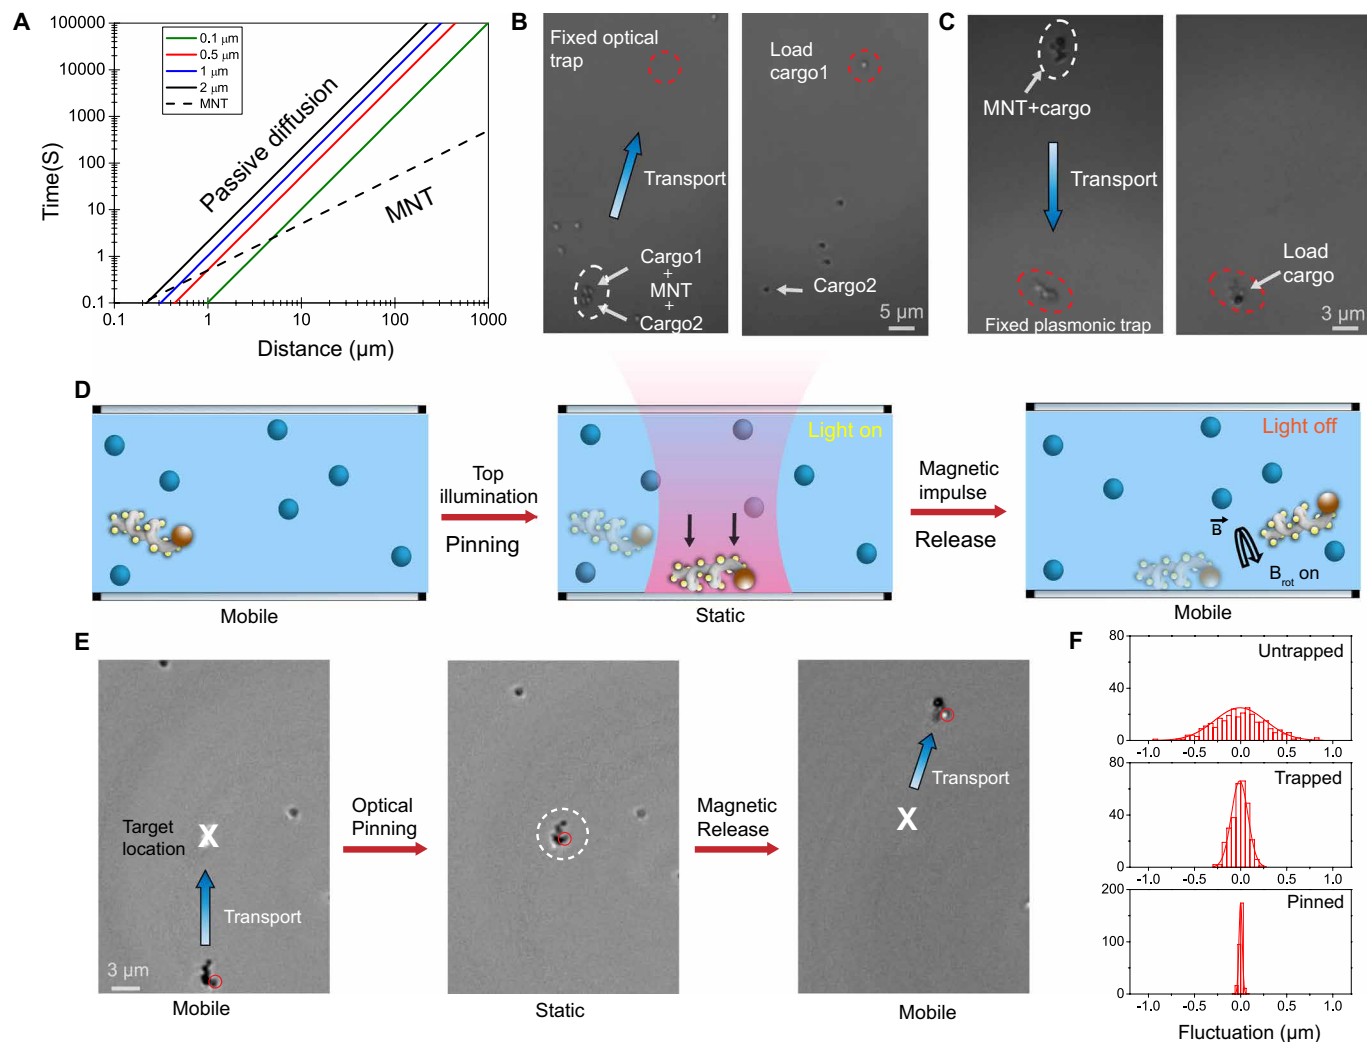 A
100000
10000
1000
100
10
1
0.1
Time(S)
0.1 μm
0.5 μm
1 μm
2 μm
MNT
Passive diffusion
MNT
0.1
1
10
100
1000
Distance (μm)
B
Fixed optical
trap
Transport
Cargo1
+
MNT
+
Cargo2
Load
cargo1
Cargo2
5 μm
C
MNT+cargo
Transport
Fixed plasmonic trap
Load
cargo
3 μm
D
Mobile
Top
illumination
Pinning
Light on
Static
Magnetic
impulse
Release
Light off
B
Brot on
Mobile
E
Target
location
X
Transport
3 μm
Mobile
Optical
Pinning
Static
Magnetic
Release
Transport
X
Mobile
F
80
40
0
Untrapped
-1.0 -0.5 0.0 0.5 1.0
80
40
0
Trapped
-1.0 -0.5 0.0 0.5 1.0
200
100
0
Pinned
-1.0 -0.5 0.0 0.5 1.0
Fluctuation (μm)